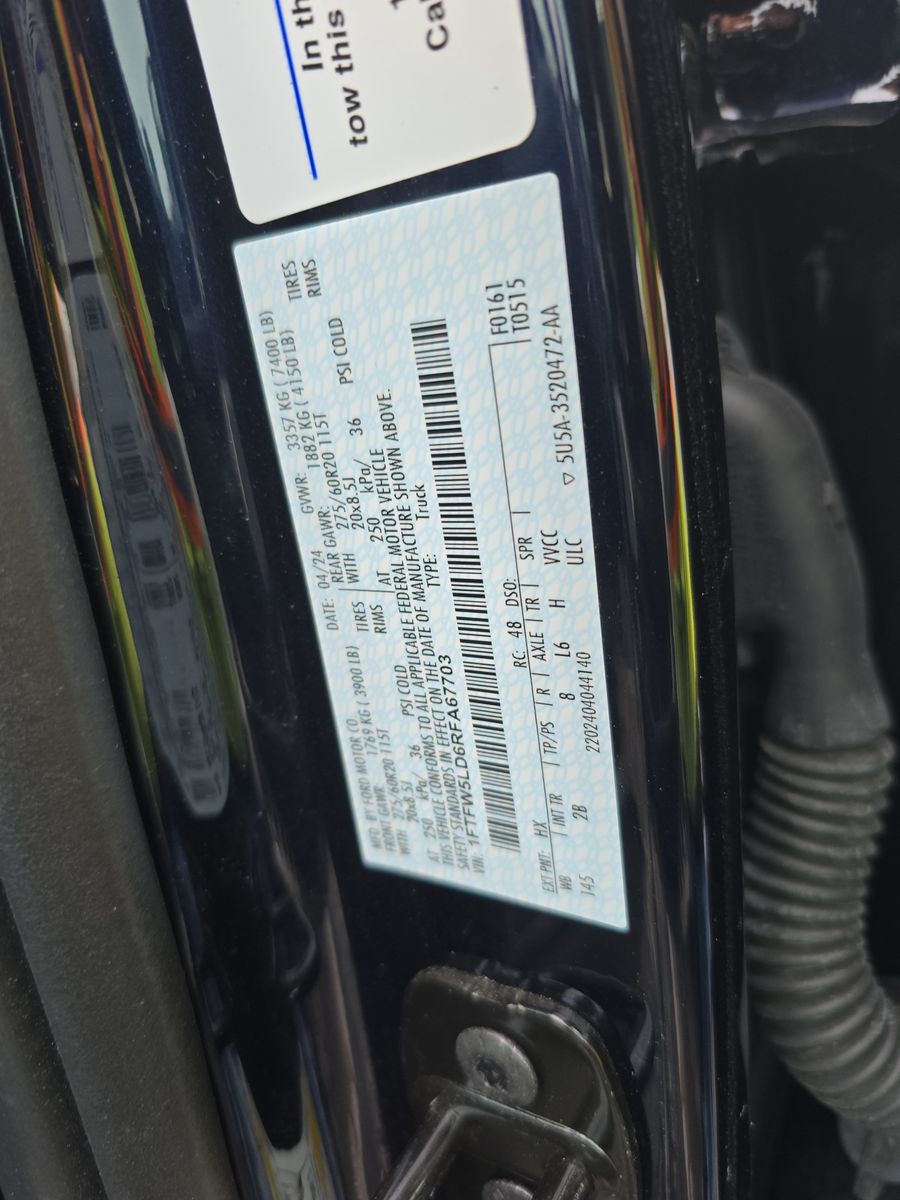 In th
tow this
Ca
MFD. BY FORD MOTOR CO.
DATE: 04/24 GVWR: 3357 KG ( 7400 LB)
FRONT GAWR: 1769 KG ( 3900 LB)
REAR GAWR: 1882 KG ( 4150 LB)
WITH 275/60R20 115T TIRES
WITH 275/60R20 115T TIRES
20x8.5J RIMS
20x8.5J RIMS
AT 250 kPa/ 36 PSI COLD
AT 250 kPa/ 36 PSI COLD
THIS VEHICLE CONFORMS TO ALL APPLICABLE FEDERAL MOTOR VEHICLE
SAFETY STANDARDS IN EFFECT ON THE DATE OF MANUFACTURE SHOWN ABOVE.
VIN: 1FTFW5LD6RFA67703 TYPE: Truck
F0161
T0515
EXT PNT: HX RC: 48 DSO:
WB INT TR TP/PS R AXLE TR SPR
145 2B 8 L6 H VVCC
2202404044140 ULC
▽ 5U5A-3520472-AA